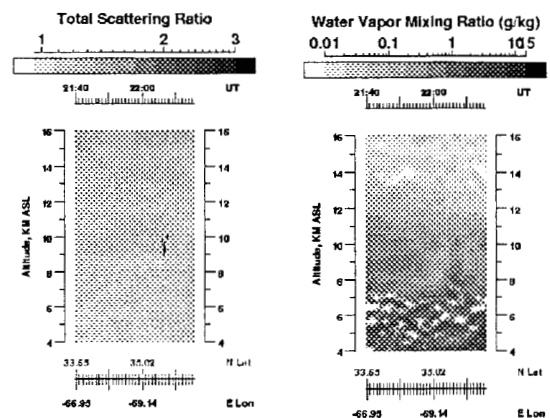 Total Scattering Ratio
1 2 3
21:40 22:00 UT
16 16
14 14
12 12
10 10
8 8
6 6
4 4
Altitude, KM ASL
33.65 35.02 N Lat
-66.95 -69.14 E Lon
Water Vapor Mixing Ratio (g/kg)
0.01 0.1 1 10 15
21:40 22:00 UT
16 16
14 14
12 12
10 10
8 8
6 6
4 4
Altitude, KM ASL
33.65 35.02 N Lat
-66.95 -69.14 E Lon